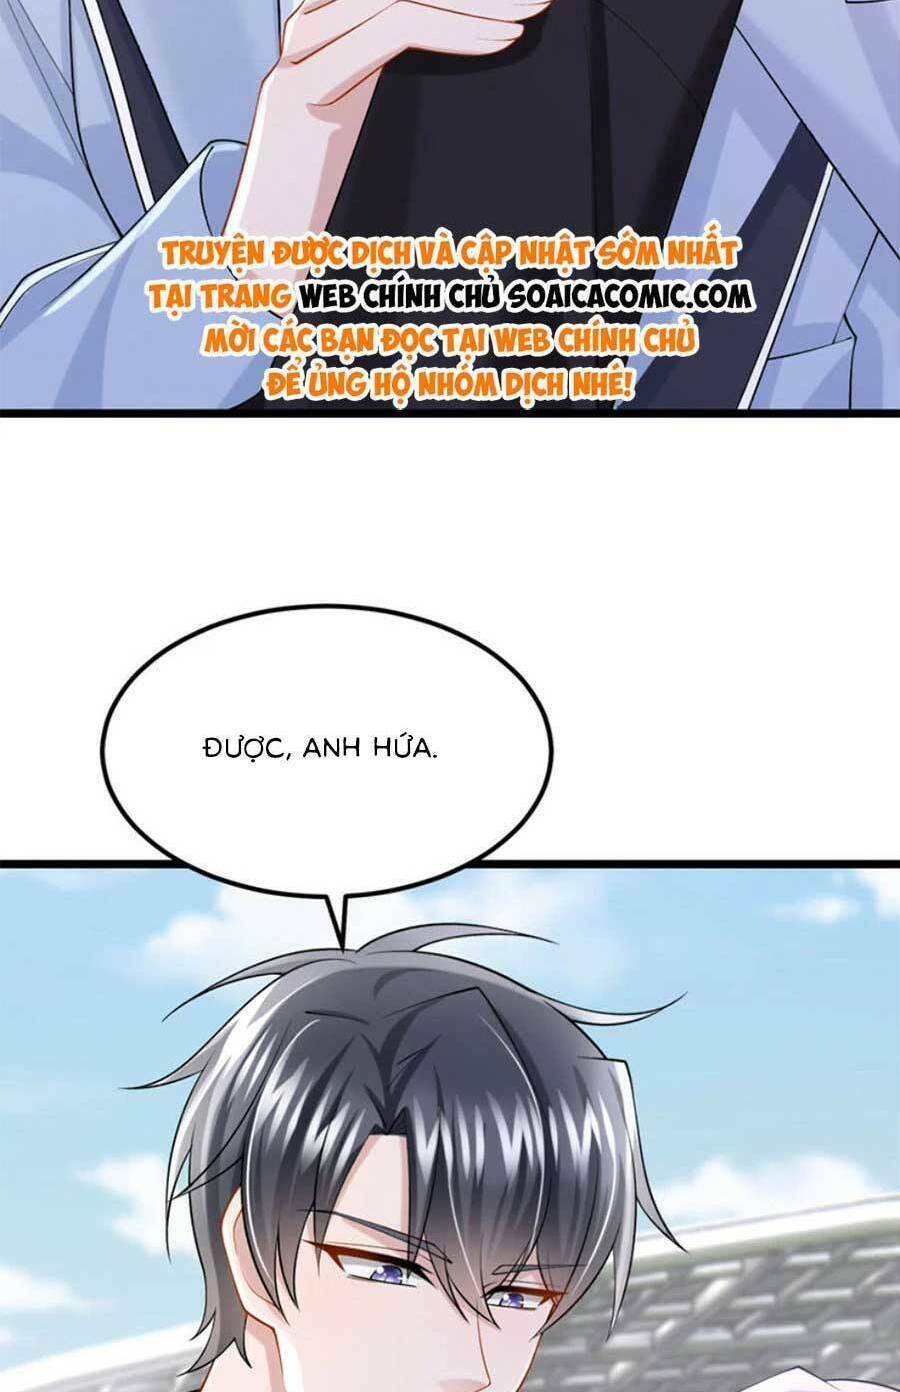 TRUYỆN ĐƯỢC DỊCH VÀ CẬP NHẬT SỚM NHẤT
TẠI TRANG WEB CHÍNH CHỦ SOAICACOMIC.COM
MỜI CÁC BẠN ĐỌC TẠI WEB CHÍNH CHỦ
ĐỂ ỦNG HỘ NHÓM DỊCH NHÉ!
ĐƯỢC, ANH HỨA.